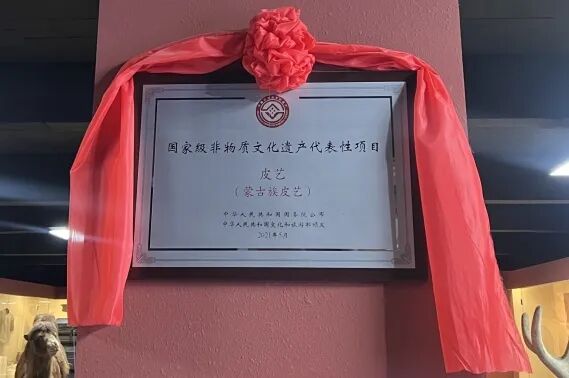 国家级非物质文化遗产代表性项目
皮艺
（蒙古族皮艺）
中华人民共和国国务院公布
中华人民共和国文化和旅游部颁发
2021年5月